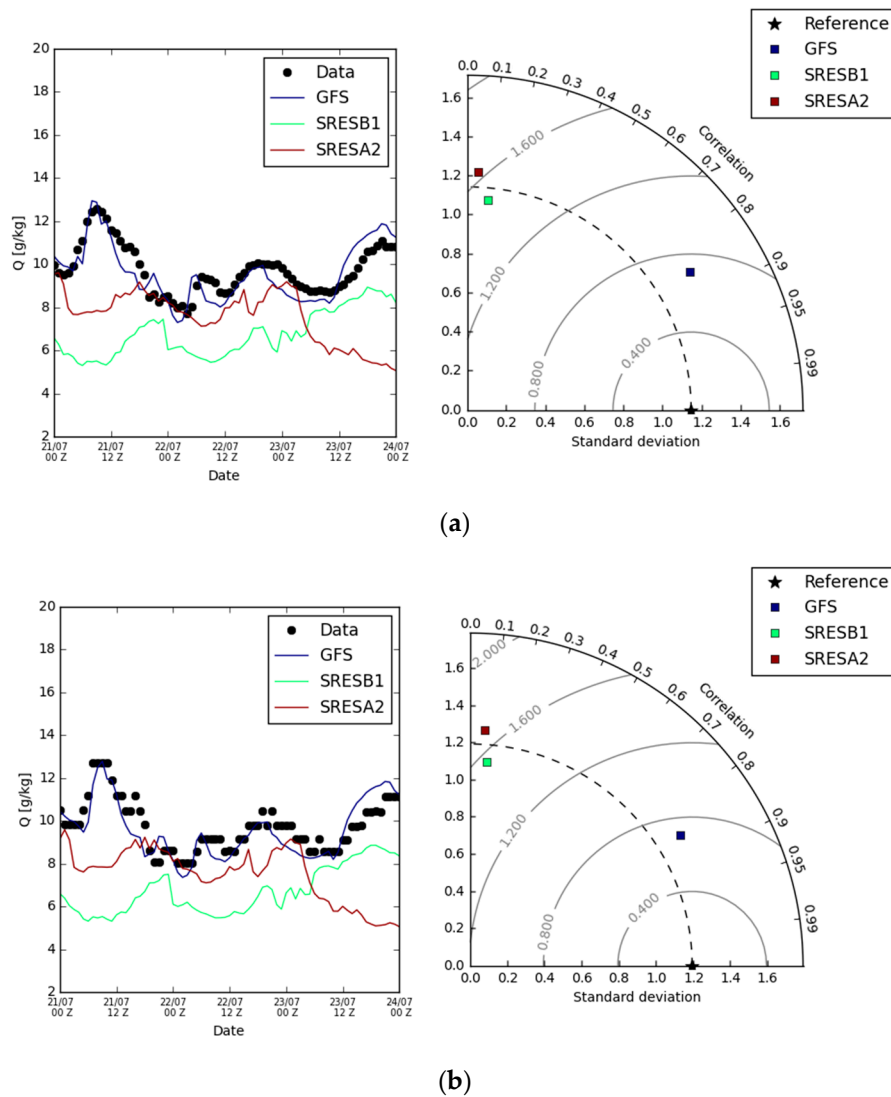 20
18
16
14
12
10
8
6
4
2
Q [g/kg]
Data
GFS
SRESB1
SRESA2
21/07 21/07 22/07 22/07 23/07 23/07 24/07
00 Z 12 Z 00 Z 12 Z 00 Z 12 Z 00 Z
Date
Reference
GFS
SRESB1
SRESA2
0.0 0.1 0.2 0.3 0.4 0.5 0.6 0.7 0.8 0.9 0.95 0.99
Correlation
1.6
1.4
1.2
1.0
0.8
0.6
0.4
0.2
0.0
1.600
1.200
0.800
0.400
0.0 0.2 0.4 0.6 0.8 1.0 1.2 1.4 1.6
Standard deviation
(a)
20
18
16
14
12
10
8
6
4
2
Q [g/kg]
Data
GFS
SRESB1
SRESA2
21/07 21/07 22/07 22/07 23/07 23/07 24/07
00 Z 12 Z 00 Z 12 Z 00 Z 12 Z 00 Z
Date
Reference
GFS
SRESB1
SRESA2
0.0 0.1 0.2 0.3 0.4 0.5 0.6 0.7 0.8 0.9 0.95 0.99
Correlation
1.6
1.4
1.2
1.0
0.8
0.6
0.4
0.2
0.0
2.000
1.600
1.200
0.800
0.400
0.0 0.2 0.4 0.6 0.8 1.0 1.2 1.4 1.6
Standard deviation
(b)